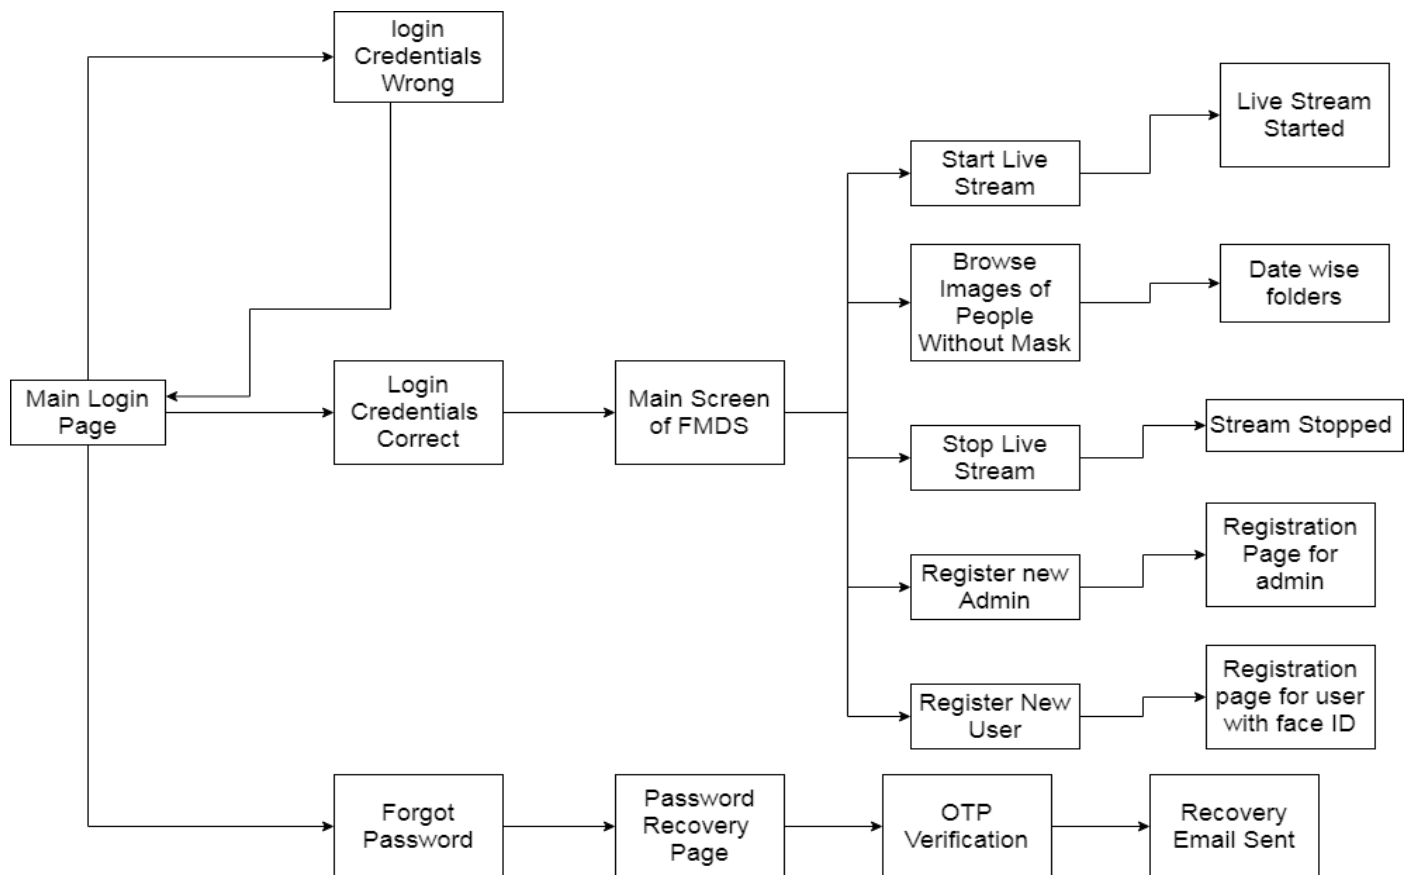 login
Credentials
Wrong
Live Stream
Started
Start Live
Stream
Browse
Images of
People
Without Mask
Date wise
folders
Main Login
Page
Login
Credentials
Correct
Main Screen
of FMDS
Stop Live
Stream
Stream Stopped
Register new
Admin
Registration
Page for
admin
Register New
User
Registration
page for user
with face ID
Forgot
Password
Password
Recovery
Page
OTP
Verification
Recovery
Email Sent